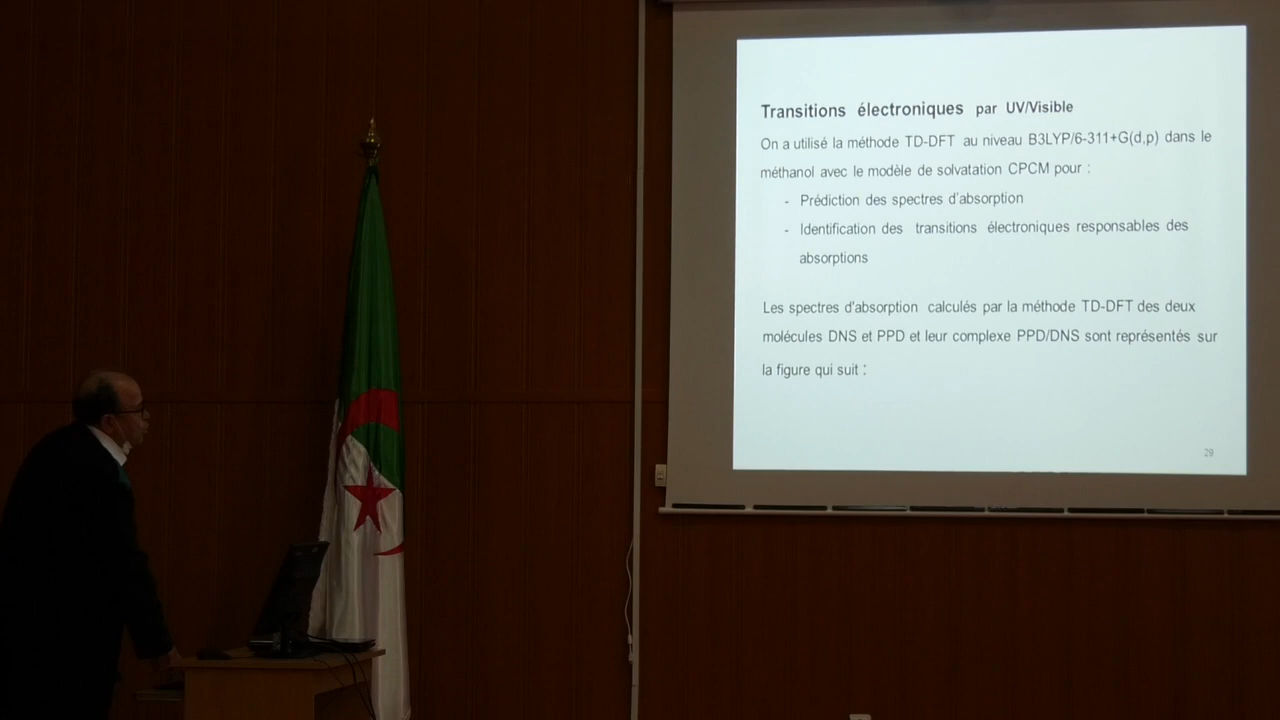 Transitions électroniques par UV/Visible
On a utilisé la méthode TD-DFT au niveau B3LYP/6-311+G(d,p) dans le
méthanol avec le modèle de solvatation CPCM pour :
- Prédiction des spectres d'absorption
- Identification des transitions électroniques responsables des
absorptions
Les spectres d'absorption calculés par la méthode TD-DFT des deux
molécules DNS et PPD et leur complexe PPD/DNS sont représentés sur
la figure qui suit :
29